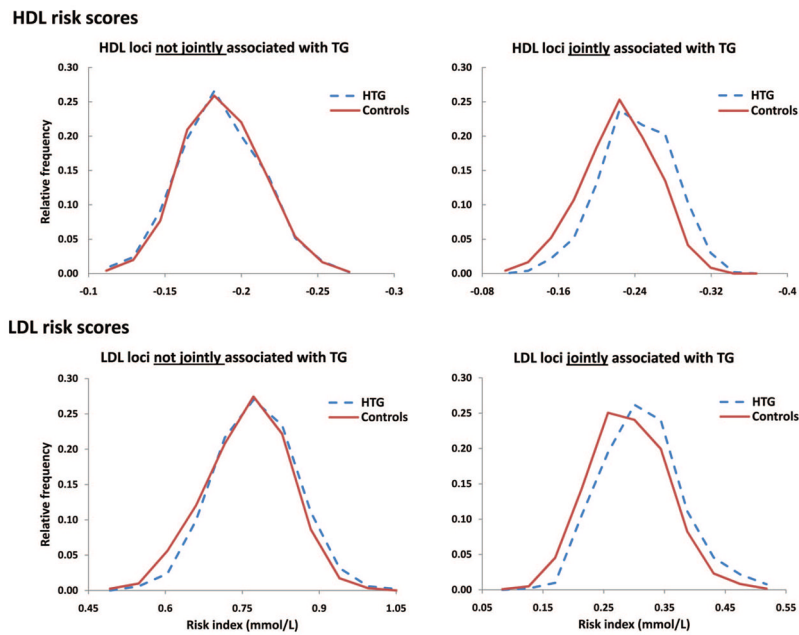 HDL risk scores
HDL loci not jointly associated with TG
0.30
0.25
0.20
0.15
0.10
0.05
0.00
Relative frequency
HTG
Controls
-0.1
-0.15
-0.2
-0.25
-0.3
HDL loci jointly associated with TG
0.30
0.25
0.20
0.15
0.10
0.05
0.00
HTG
Controls
-0.08
-0.16
-0.24
-0.32
-0.4
LDL risk scores
LDL loci not jointly associated with TG
0.30
0.25
0.20
0.15
0.10
0.05
0.00
Relative frequency
HTG
Controls
0.45
0.6
0.75
0.9
1.05
Risk index (mmol/L)
LDL loci jointly associated with TG
0.30
0.25
0.20
0.15
0.10
0.05
0.00
HTG
Controls
0.05
0.15
0.25
0.35
0.45
0.55
Risk index (mmol/L)